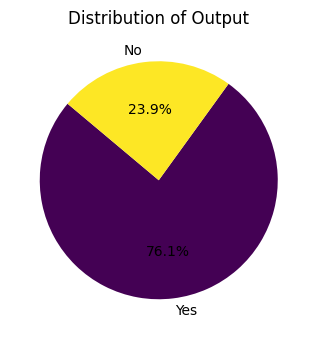 Distribution of Output
No
23.9%
76.1%
Yes